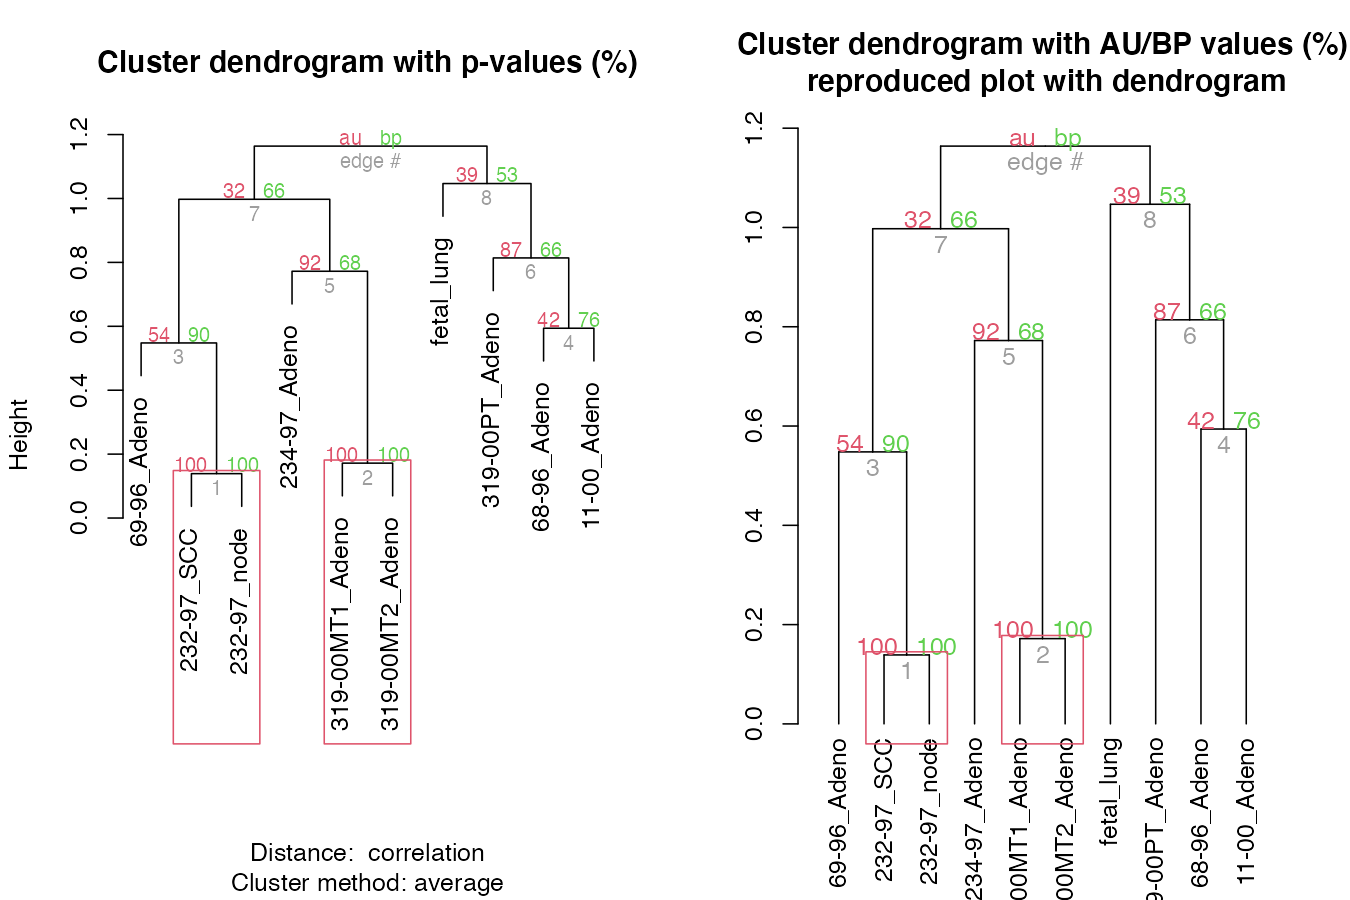 Cluster dendrogram with p-values (%)
Height
0.0 0.2 0.4 0.6 0.8 1.0 1.2
au bp
edge #
39 53
8
32 66
7
87 66
6
92 68
5
42 76
4
54 90
3
100 100
2
100 100
1
69-96_Adeno
232-97_SCC
232-97_node
234-97_Adeno
319-00MT1_Adeno
319-00MT2_Adeno
fetal_lung
319-00PT_Adeno
68-96_Adeno
11-00_Adeno
Distance: correlation
Cluster method: average
Cluster dendrogram with AU/BP values (%)
reproduced plot with dendrogram
0.0 0.2 0.4 0.6 0.8 1.0 1.2
au bp
edge #
39 53
8
32 66
7
87 66
6
92 68
5
42 76
4
54 90
3
100 100
2
100 100
1
69-96_Adeno
232-97_SCC
232-97_node
234-97_Adeno
00MT1_Adeno
00MT2_Adeno
fetal_lung
9-00PT_Adeno
68-96_Adeno
11-00_Adeno